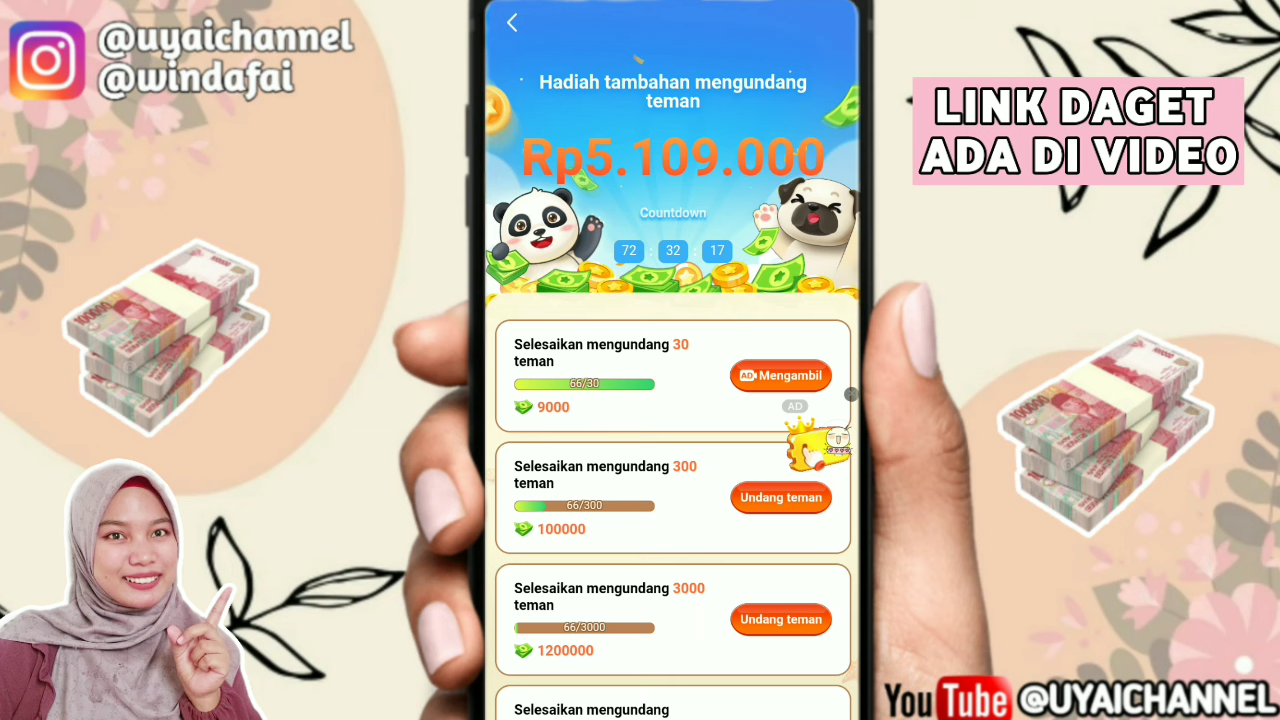 @uyaichannel
@windafai
Hadiah tambahan mengundang
teman
Rp5.109.000
Countdown
72 : 32 : 17
LINK DAGET
ADA DI VIDEO
Selesaikan mengundang 30
teman
66/30
9000
AD Mengambil
AD
Selesaikan mengundang 300
teman
66/300
100000
Undang teman
Selesaikan mengundang 3000
teman
66/3000
1200000
Undang teman
Selesaikan mengundang
YouTube @UYAICHANNEL